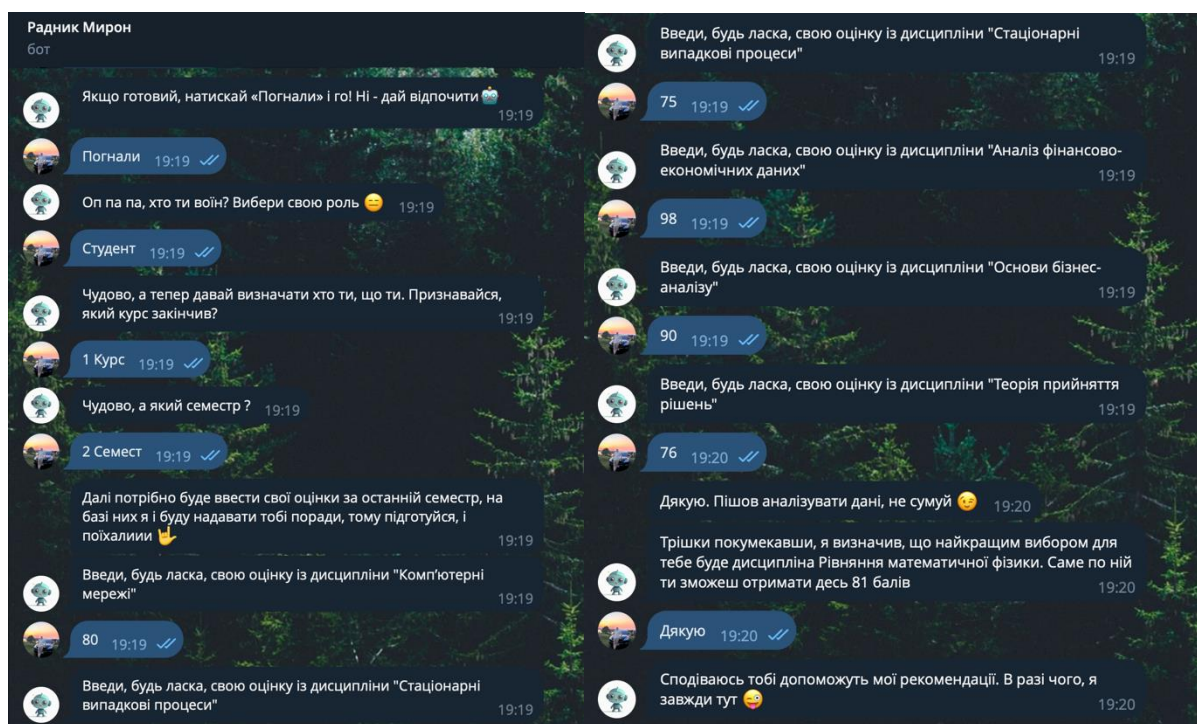 Радник Мирон
бот
Якщо готовий, натискай «Погнали» і го! Ні - дай відпочити🤖
19:19
Погнали 19:19
Оп па па, хто ти воїн? Вибери свою роль 😑 19:19
Студент 19:19
Чудово, а тепер давай визначати хто ти, що ти. Признавайся,
який курс закінчив?
19:19
1 Курс 19:19
Чудово, а який семестр ? 19:19
2 Семест 19:19
Далі потрібно буде ввести свої оцінки за останній семестр, на
базі них я і буду надавати тобі поради, тому підготуйся, і
поїхалиии 🤘
19:19
Введи, будь ласка, свою оцінку із дисципліни "Комп’ютерні
мережі"
19:19
80 19:19
Введи, будь ласка, свою оцінку із дисципліни "Стаціонарні
випадкові процеси"
19:19
Введи, будь ласка, свою оцінку із дисципліни "Стаціонарні
випадкові процеси"
19:19
75 19:19
Введи, будь ласка, свою оцінку із дисципліни "Аналіз фінансово-
економічних даних"
19:19
98 19:19
Введи, будь ласка, свою оцінку із дисципліни "Основи бізнес-
аналізу"
19:19
90 19:19
Введи, будь ласка, свою оцінку із дисципліни "Теорія прийняття
рішень"
19:19
76 19:20
Дякую. Пішов аналізувати дані, не сумуй 😉 19:20
Трішки покумекавши, я визначив, що найкращим вибором для
тебе буде дисципліна Рівняння математичної фізики. Саме по ній
ти зможеш отримати десь 81 балів
19:20
Дякую 19:20
Сподіваюсь тобі допоможуть мої рекомендації. В разі чого, я
завжди тут 😜
19:20